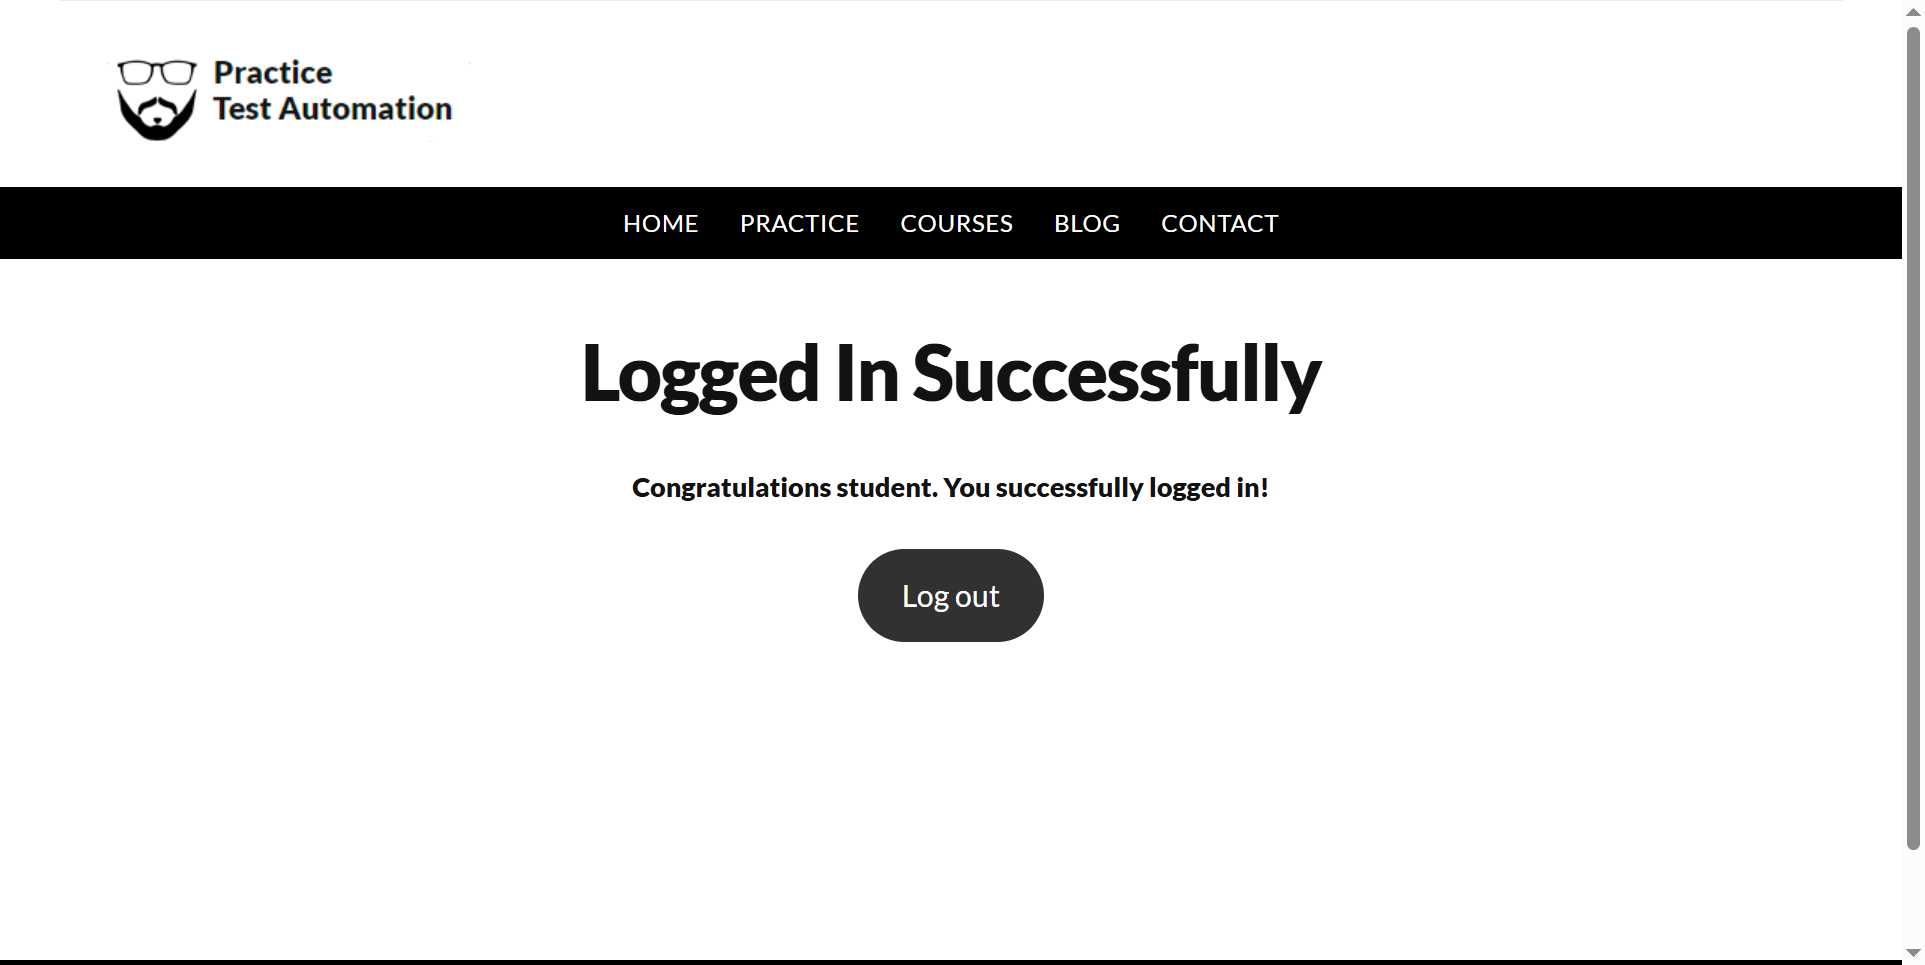 Practice
Test Automation
HOME PRACTICE COURSES BLOG CONTACT
Logged In Successfully
Congratulations student. You successfully logged in!
Log out